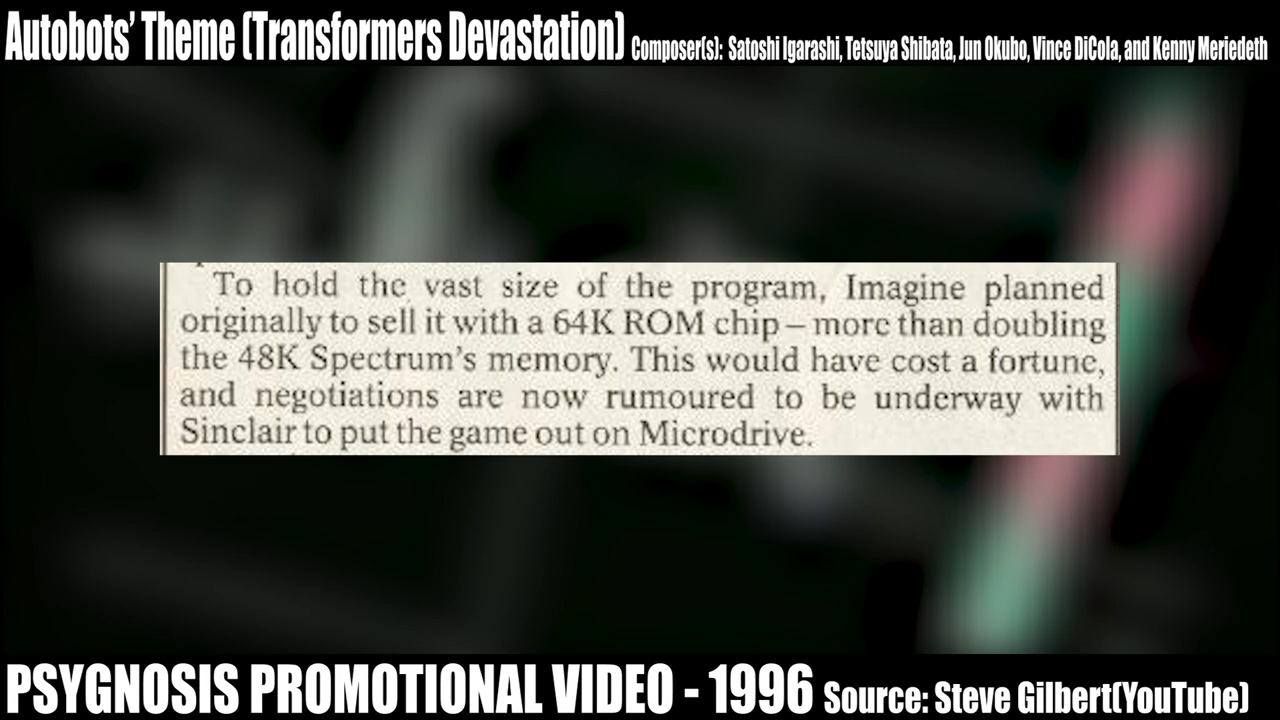 Autobots' Theme (Transformers Devastation) Composer(s): Satoshi Igarashi, Tetsuya Shibata, Jun Okubo, Vince DiCola, and Kenny Meriedeth
To hold the vast size of the program, Imagine planned
originally to sell it with a 64K ROM chip – more than doubling
the 48K Spectrum's memory. This would have cost a fortune,
and negotiations are now rumoured to be underway with
Sinclair to put the game out on Microdrive.
PSYGNOSIS PROMOTIONAL VIDEO - 1996 Source: Steve Gilbert(YouTube)